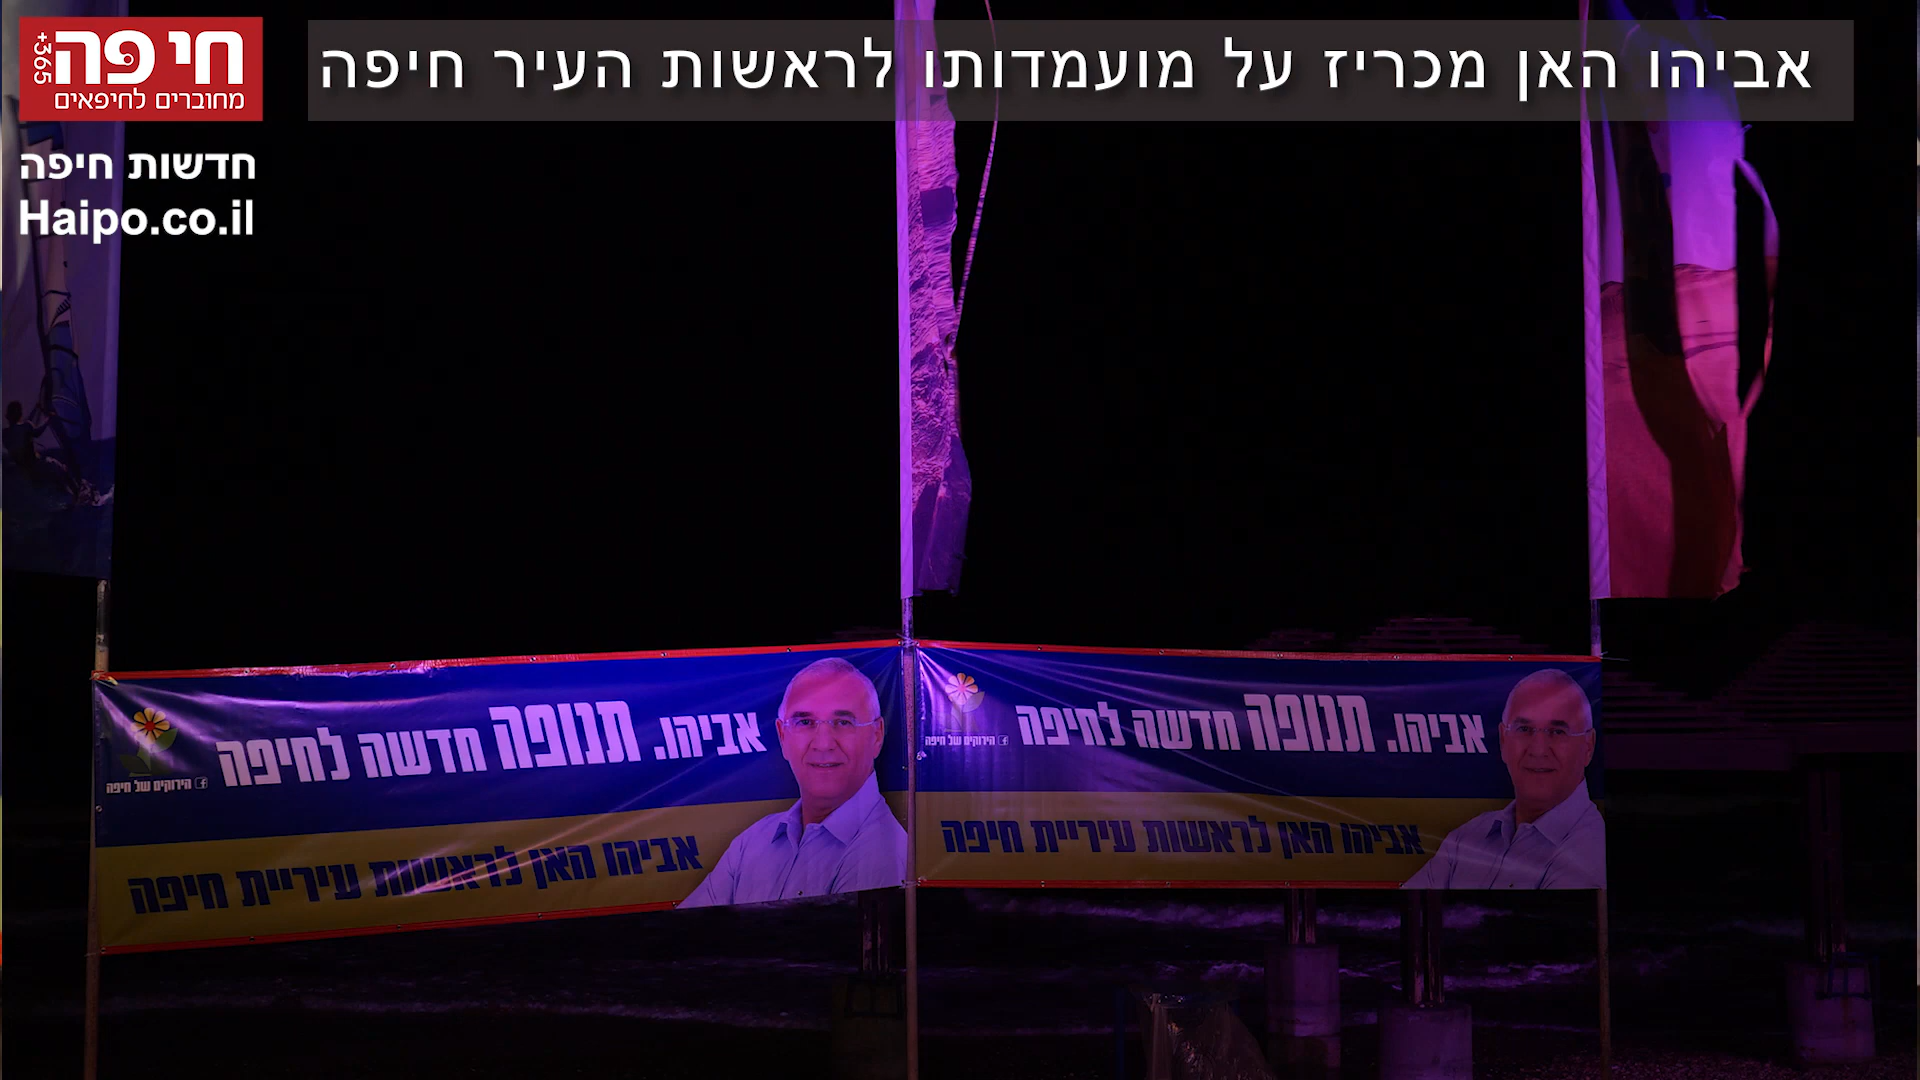 אביהו האן מכריז על מועמדותו לראשות העיר חיפה
חי פה
+365
מחוברים לחיפאים
חדשות חיפה
Haipo.co.il
אביהו. תנופה חדשה לחיפה
הירוקים של חיפה
אביהו האן לראשות עיריית חיפה
אביהו. תנופה חדשה לחיפה
הירוקים של חיפה
אביהו האן לראשות עיריית חיפה